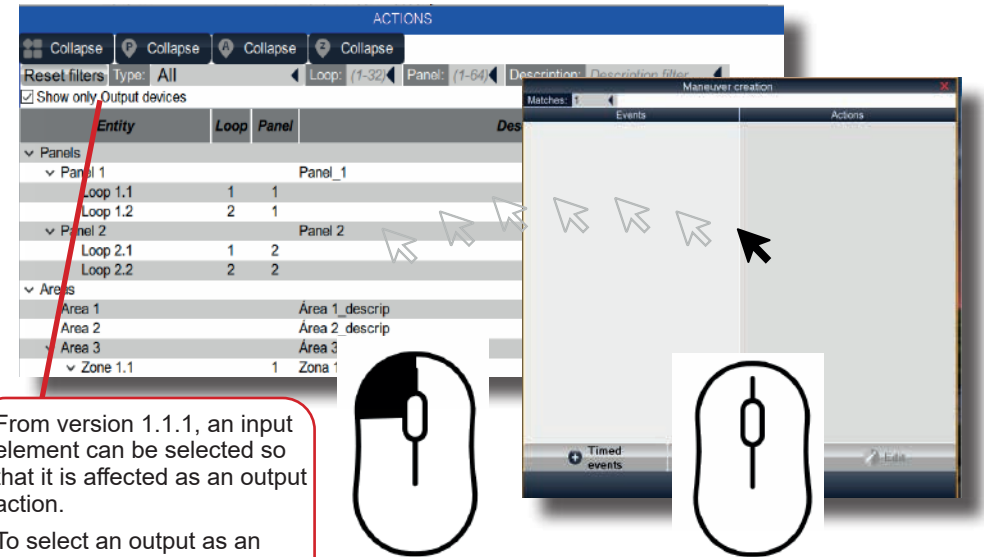 ACTIONS
Collapse P Collapse A Collapse Z Collapse
Reset filters Type: All Loop: (1-32) Panel: (1-64) Description: Description filter
Show only Output devices
Entity Loop Panel
Panels
Panel 1 Panel_1
Loop 1.1 1 1
Loop 1.2 2 1
Panel 2 Panel 2
Loop 2.1 1 2
Loop 2.2 2 2
Areas
Area 1 Área 1_descrip
Area 2 Área 2_descrip
Area 3 Área
Zone 1.1 1 Zona
Maneuver creation
Matches: 1
Events Actions
Timed
events
Edit
From version 1.1.1, an input
element can be selected so
that it is affected as an output
action.
To select an output as an